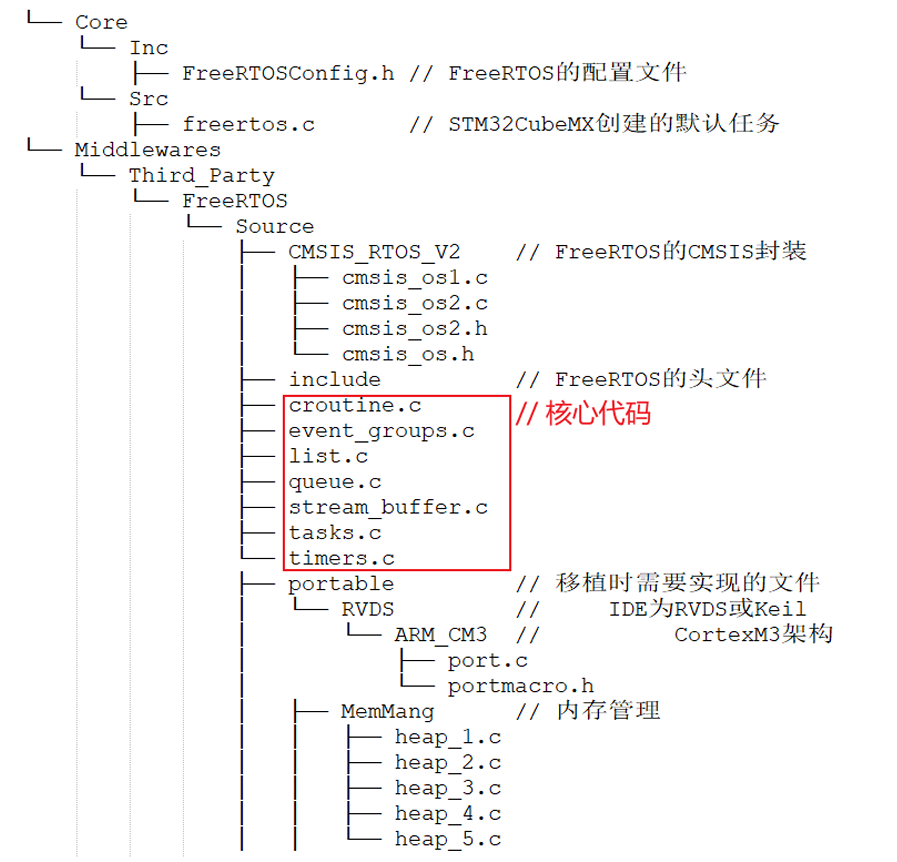 └── Core
    └── Inc
        ├── FreeRTOSConfig.h // FreeRTOS的配置文件
    └── Src
        ├── freertos.c       // STM32CubeMX创建的默认任务
└── Middlewares
    └── Third_Party
        └── FreeRTOS
            └── Source
                ├── CMSIS_RTOS_V2    // FreeRTOS的CMSIS封装
                │   ├── cmsis_os1.c
                │   ├── cmsis_os2.c
                │   ├── cmsis_os2.h
                │   └── cmsis_os.h
                ├── include          // FreeRTOS的头文件
                ├── croutine.c // 核心代码
                ├── event_groups.c
                ├── list.c
                ├── queue.c
                ├── stream_buffer.c
                ├── tasks.c
                └── timers.c
                ├── portable         // 移植时需要实现的文件
                │   └── RVDS         //     IDE为RVDS或Keil
                │       └── ARM_CM3  //          CortexM3架构
                │           ├── port.c
                │           └── portmacro.h
                │   ├── MemMang      // 内存管理
                │   │   ├── heap_1.c
                │   │   ├── heap_2.c
                │   │   ├── heap_3.c
                │   │   ├── heap_4.c
                │   │   └── heap_5.c